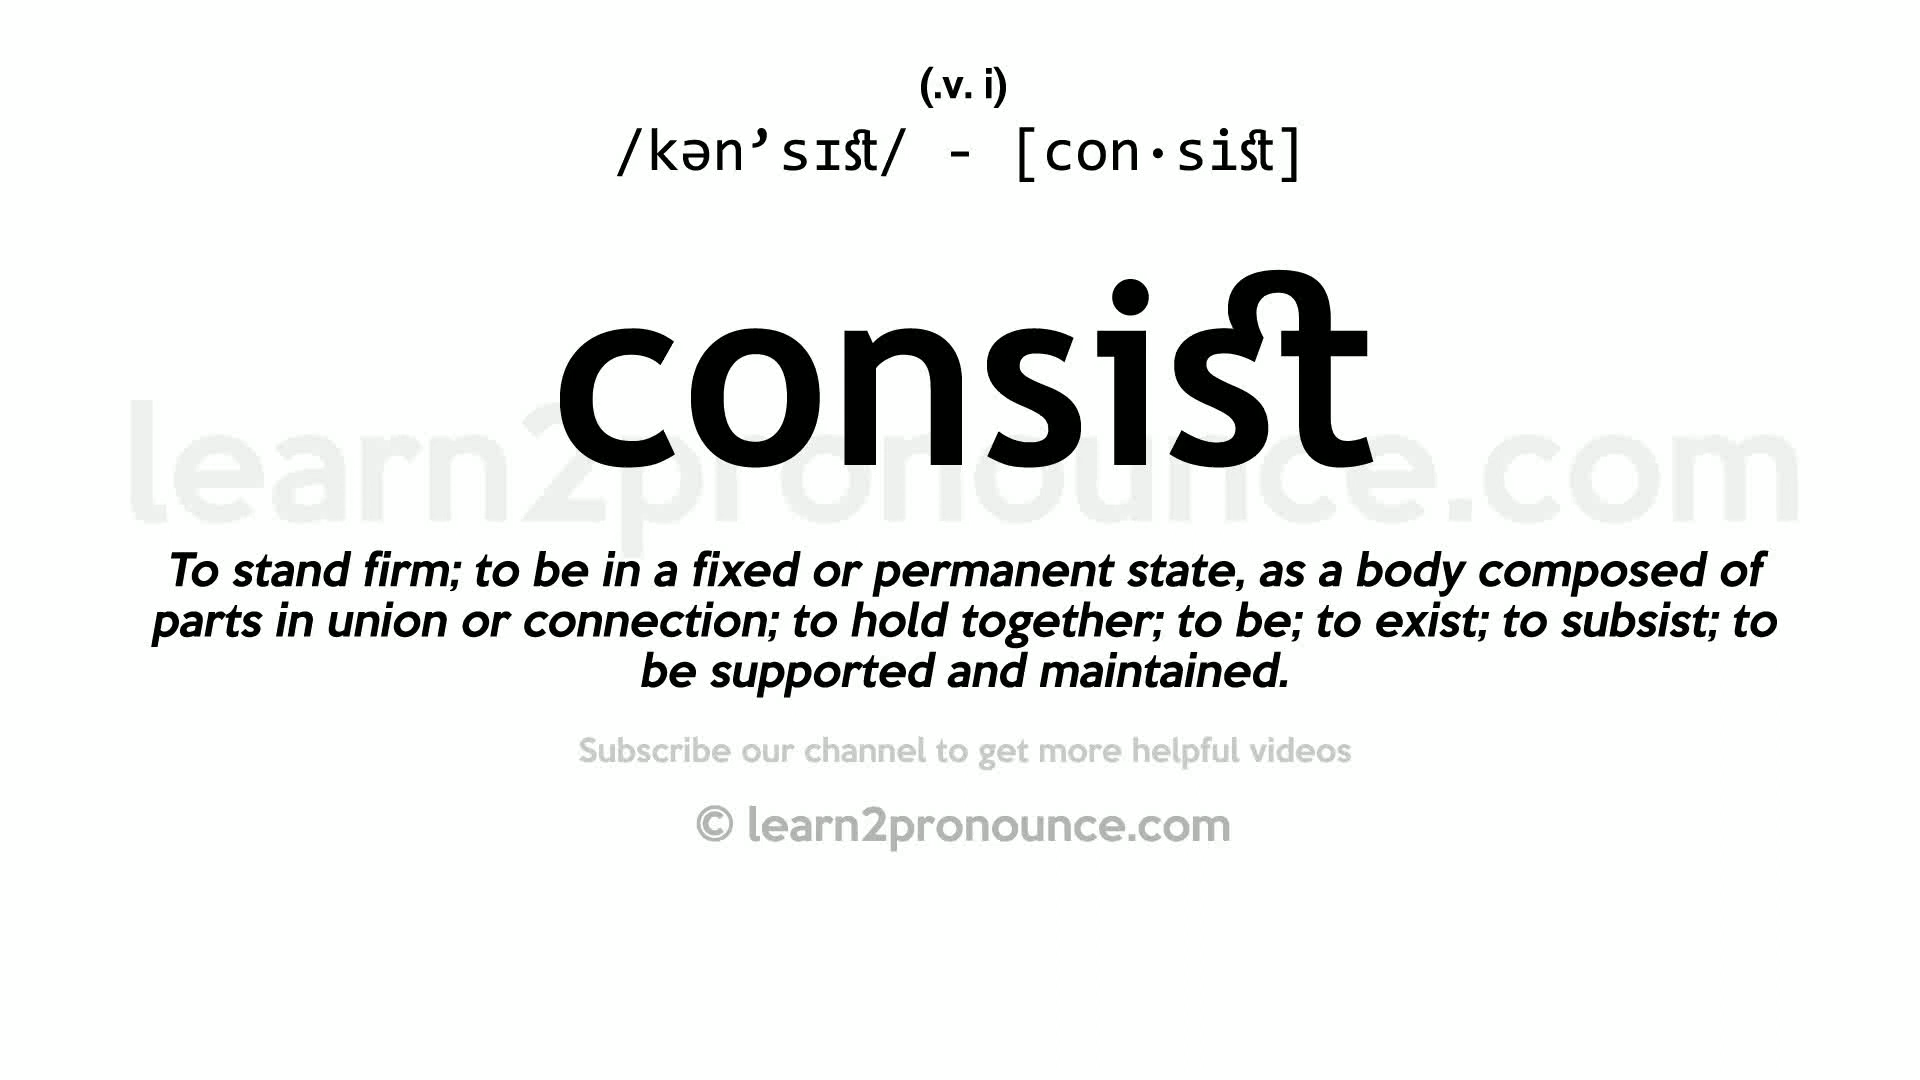 (.v. i)
/kən’sɪst/ - [con·sist]
consist
learn2pronounce.com
To stand firm; to be in a fixed or permanent state, as a body composed of
parts in union or connection; to hold together; to be; to exist; to subsist; to
be supported and maintained.
Subscribe our channel to get more helpful videos
© learn2pronounce.com